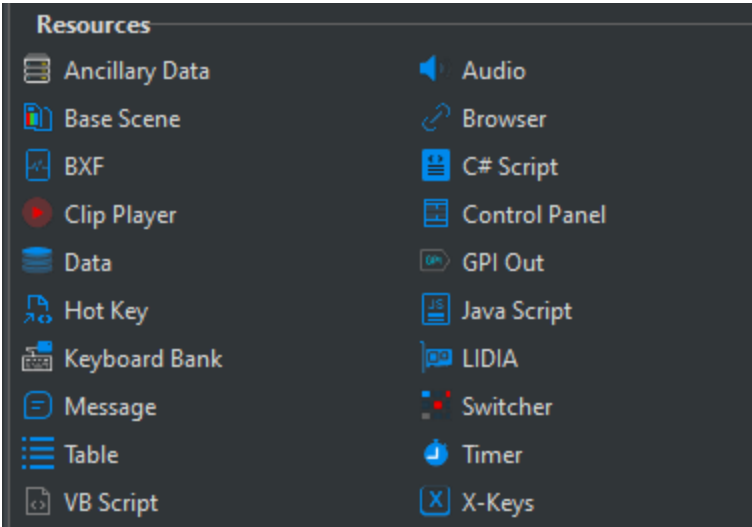 Resources
Ancillary Data
Audio
Base Scene
Browser
BXF
C# Script
Clip Player
Control Panel
Data
GPI Out
Hot Key
JS
Java Script
Keyboard Bank
LIDIA
Message
Switcher
Table
Timer
VB Script
X
X-Keys